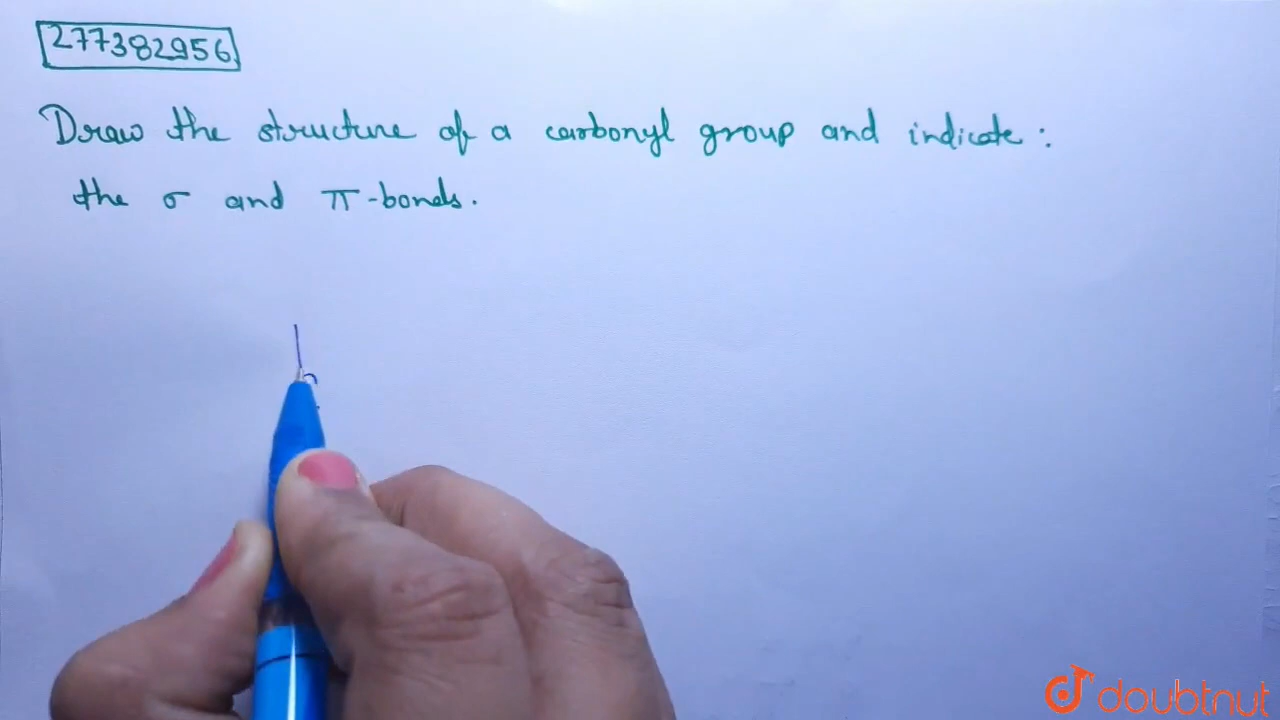 277382956
Draw the structure of a carbonyl group and indicate :
the σ and π-bonds.
doubtnut